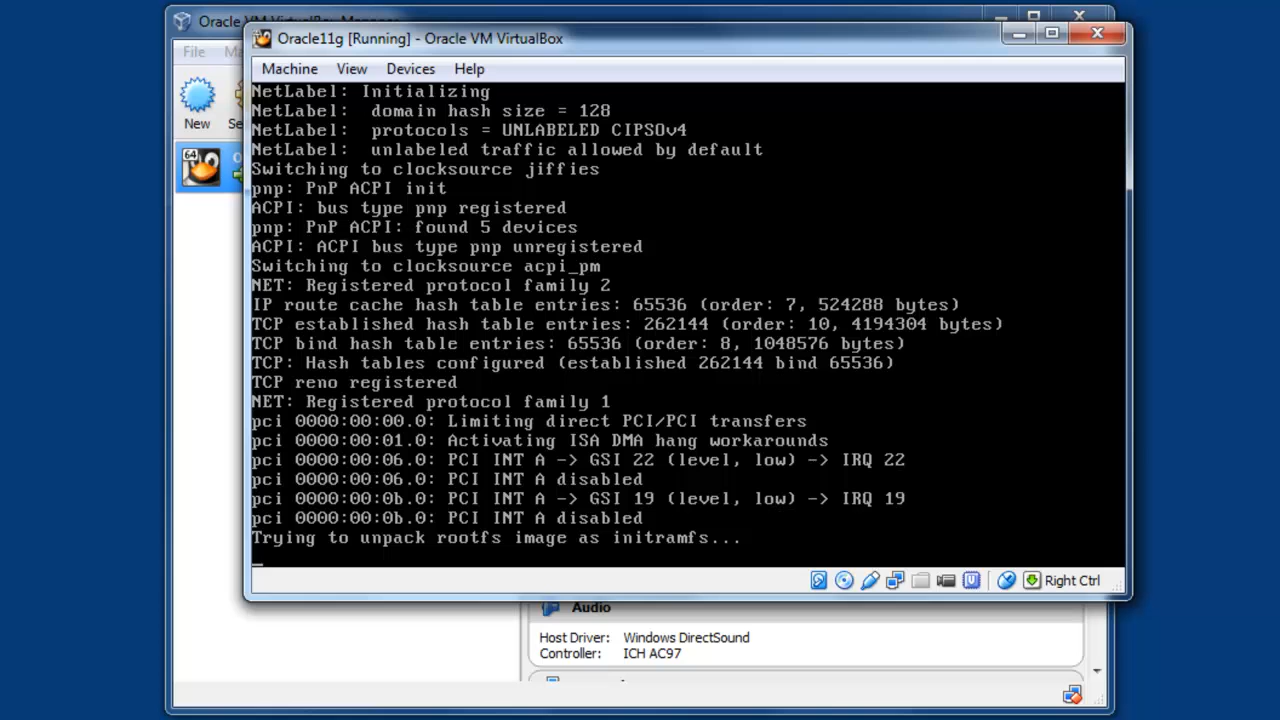 Oracle VM VirtualBox Manager
File
New
64
Oracle11g [Running] - Oracle VM VirtualBox
Machine View Devices Help
NetLabel: Initializing
NetLabel:  domain hash size = 128
NetLabel:  protocols = UNLABELED CIPSOv4
NetLabel:  unlabeled traffic allowed by default
Switching to clocksource jiffies
pnp: PnP ACPI init
ACPI: bus type pnp registered
pnp: PnP ACPI: found 5 devices
ACPI: ACPI bus type pnp unregistered
Switching to clocksource acpi_pm
NET: Registered protocol family 2
IP route cache hash table entries: 65536 (order: 7, 524288 bytes)
TCP established hash table entries: 262144 (order: 10, 4194304 bytes)
TCP bind hash table entries: 65536 (order: 8, 1048576 bytes)
TCP: Hash tables configured (established 262144 bind 65536)
TCP reno registered
NET: Registered protocol family 1
pci 0000:00:00.0: Limiting direct PCI/PCI transfers
pci 0000:00:01.0: Activating ISA DMA hang workarounds
pci 0000:00:06.0: PCI INT A -> GSI 22 (level, low) -> IRQ 22
pci 0000:00:06.0: PCI INT A disabled
pci 0000:00:0b.0: PCI INT A -> GSI 19 (level, low) -> IRQ 19
pci 0000:00:0b.0: PCI INT A disabled
Trying to unpack rootfs image as initramfs...
Right Ctrl
Audio
Host Driver: Windows DirectSound
Controller: ICH AC97